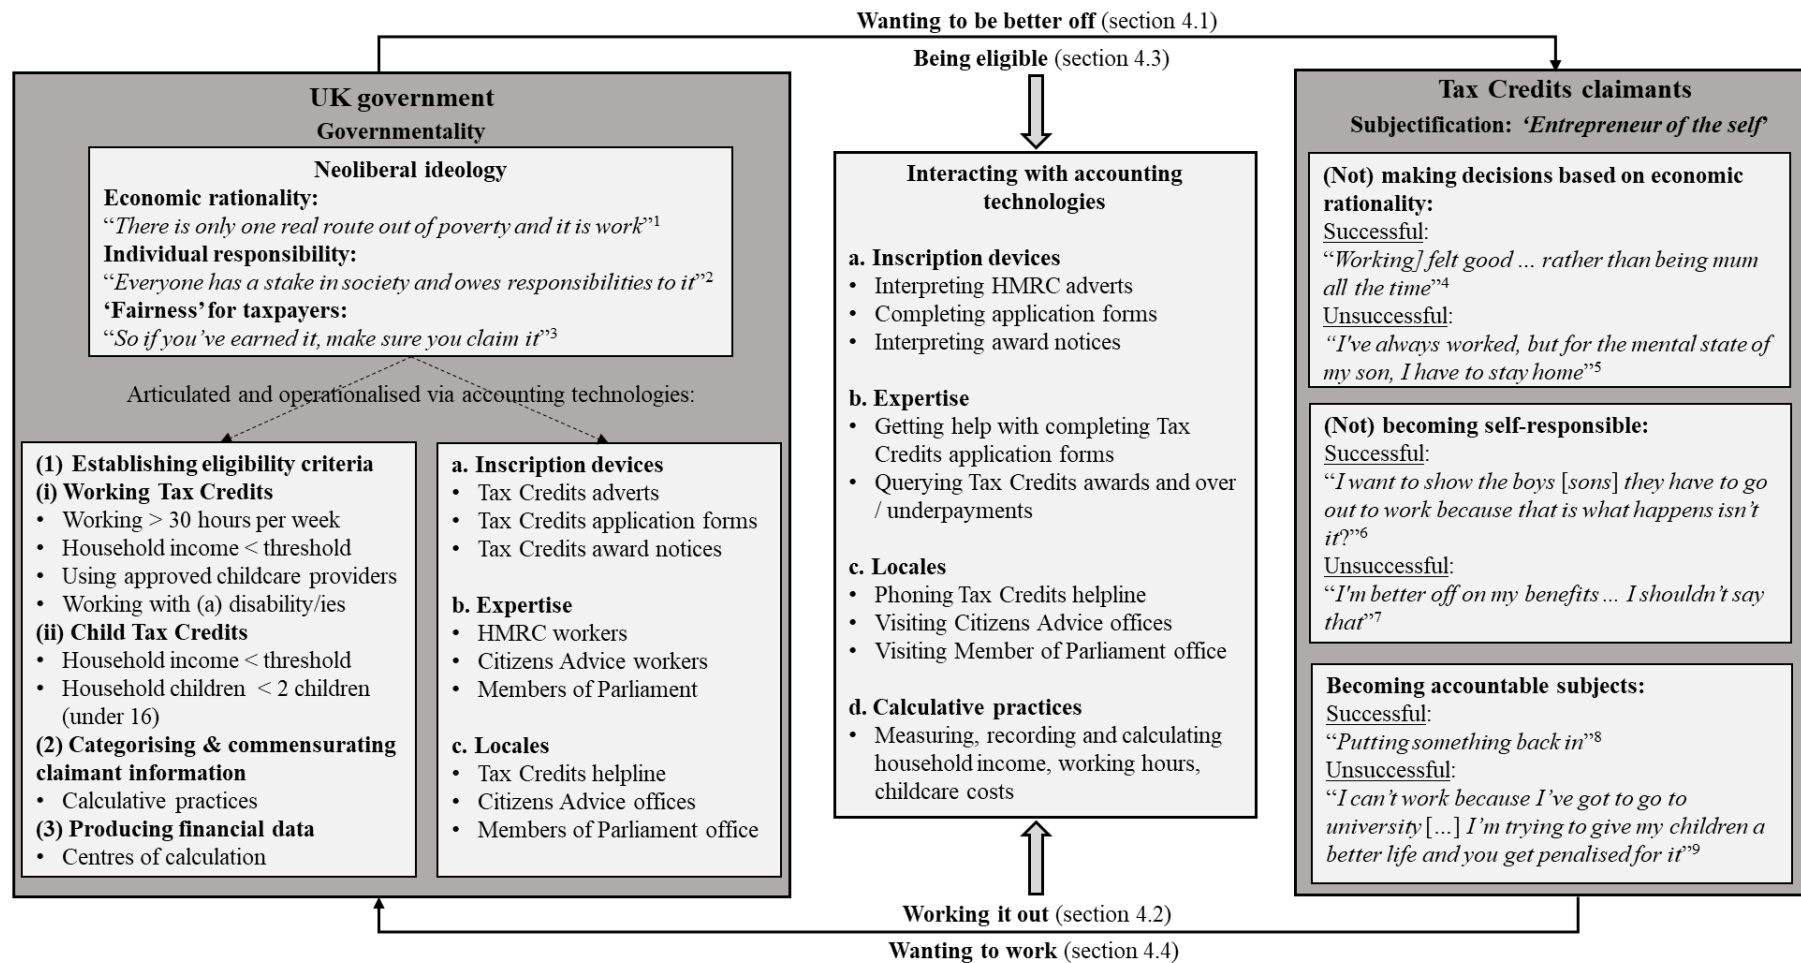 Wanting to be better off (section 4.1)
Being eligible (section 4.3)
UK government
Governmentality
Neoliberal ideology
Economic rationality:
“There is only one real route out of poverty and it is work”1
Individual responsibility:
“Everyone has a stake in society and owes responsibilities to it”2
‘Fairness’ for taxpayers:
“So if you’ve earned it, make sure you claim it”3
Articulated and operationalised via accounting technologies:
(1) Establishing eligibility criteria
(i) Working Tax Credits
• Working > 30 hours per week
• Household income < threshold
• Using approved childcare providers
• Working with (a) disability/ies
(ii) Child Tax Credits
• Household income < threshold
• Household children < 2 children
(under 16)
(2) Categorising & commensurating
claimant information
• Calculative practices
(3) Producing financial data
• Centres of calculation
a. Inscription devices
• Tax Credits adverts
• Tax Credits application forms
• Tax Credits award notices
b. Expertise
• HMRC workers
• Citizens Advice workers
• Members of Parliament
c. Locales
• Tax Credits helpline
• Citizens Advice offices
• Members of Parliament office
Interacting with accounting
technologies
a. Inscription devices
• Interpreting HMRC adverts
• Completing application forms
• Interpreting award notices
b. Expertise
• Getting help with completing Tax
Credits application forms
• Querying Tax Credits awards and over
/ underpayments
c. Locales
• Phoning Tax Credits helpline
• Visiting Citizens Advice offices
• Visiting Member of Parliament office
d. Calculative practices
• Measuring, recording and calculating
household income, working hours,
childcare costs
Tax Credits claimants
Subjectification: ‘Entrepreneur of the self’
(Not) making decisions based on economic
rationality:
Successful:
“Working] felt good ... rather than being mum
all the time”4
Unsuccessful:
“I've always worked, but for the mental state of
my son, I have to stay home”5
(Not) becoming self-responsible:
Successful:
“I want to show the boys [sons] they have to go
out to work because that is what happens isn’t
it?”6
Unsuccessful:
“I'm better off on my benefits ... I shouldn’t say
that”7
Becoming accountable subjects:
Successful:
“Putting something back in”8
Unsuccessful:
“I can’t work because I’ve got to go to
university [...] I’m trying to give my children a
better life and you get penalised for it”9
Working it out (section 4.2)
Wanting to work (section 4.4)